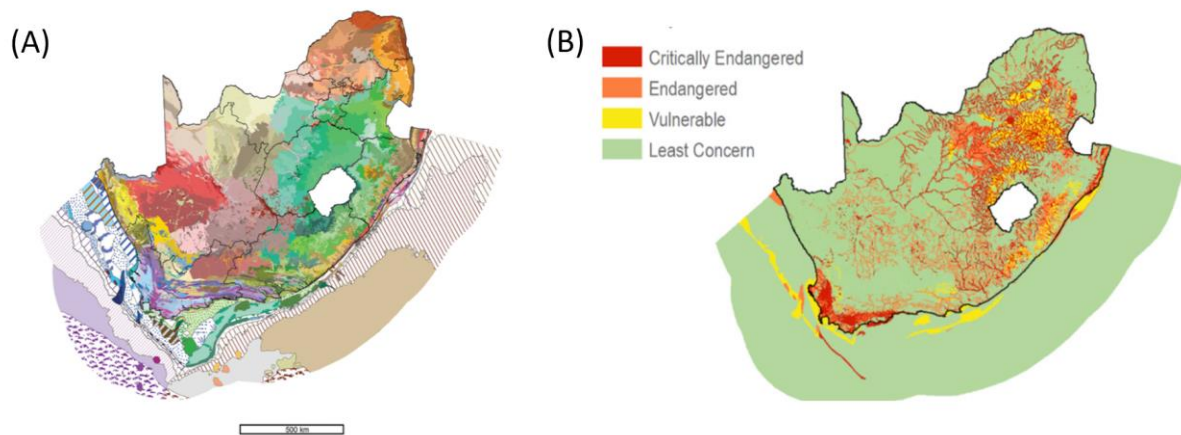 (A)
500 km
(B)
Critically Endangered
Endangered
Vulnerable
Least Concern